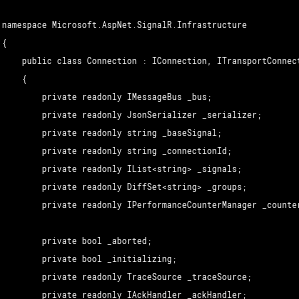 namespace Microsoft.AspNet.SignalR.Infrastructure
{
public class Connection : IConnection, ITransportConnect
{
private readonly IMessageBus _bus;
private readonly JsonSerializer _serializer;
private readonly string _baseSignal;
private readonly string _connectionId;
private readonly IList<string> _signals;
private readonly DiffSet<string> _groups;
private readonly IPerformanceCounterManager _counter
private bool _aborted;
private bool _initializing;
private readonly TraceSource _traceSource;
private readonly IAckHandler _ackHandler;